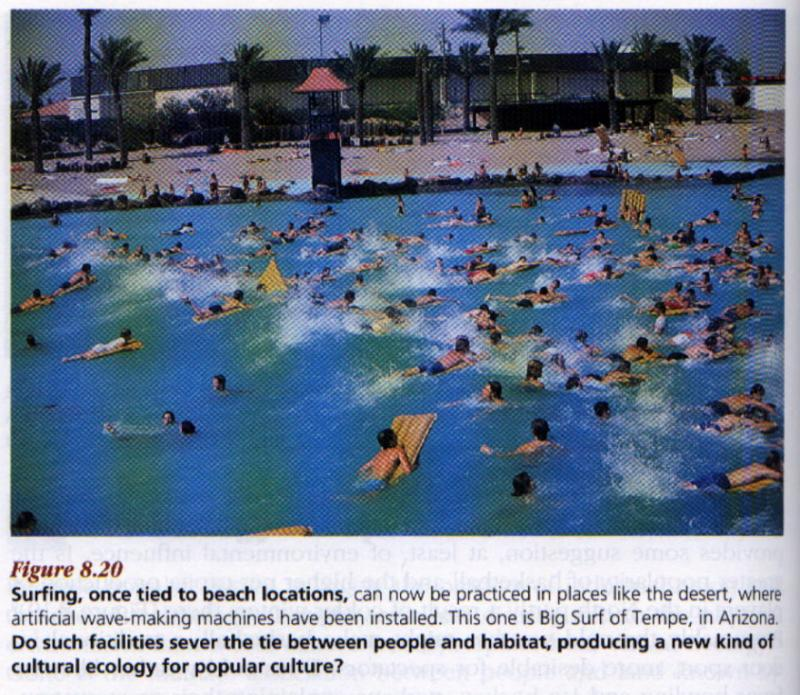 Figure 8.20
Surfing, once tied to beach locations, can now be practiced in places like the desert, where
artificial wave-making machines have been installed. This one is Big Surf of Tempe, in Arizona.
Do such facilities sever the tie between people and habitat, producing a new kind of
cultural ecology for popular culture?